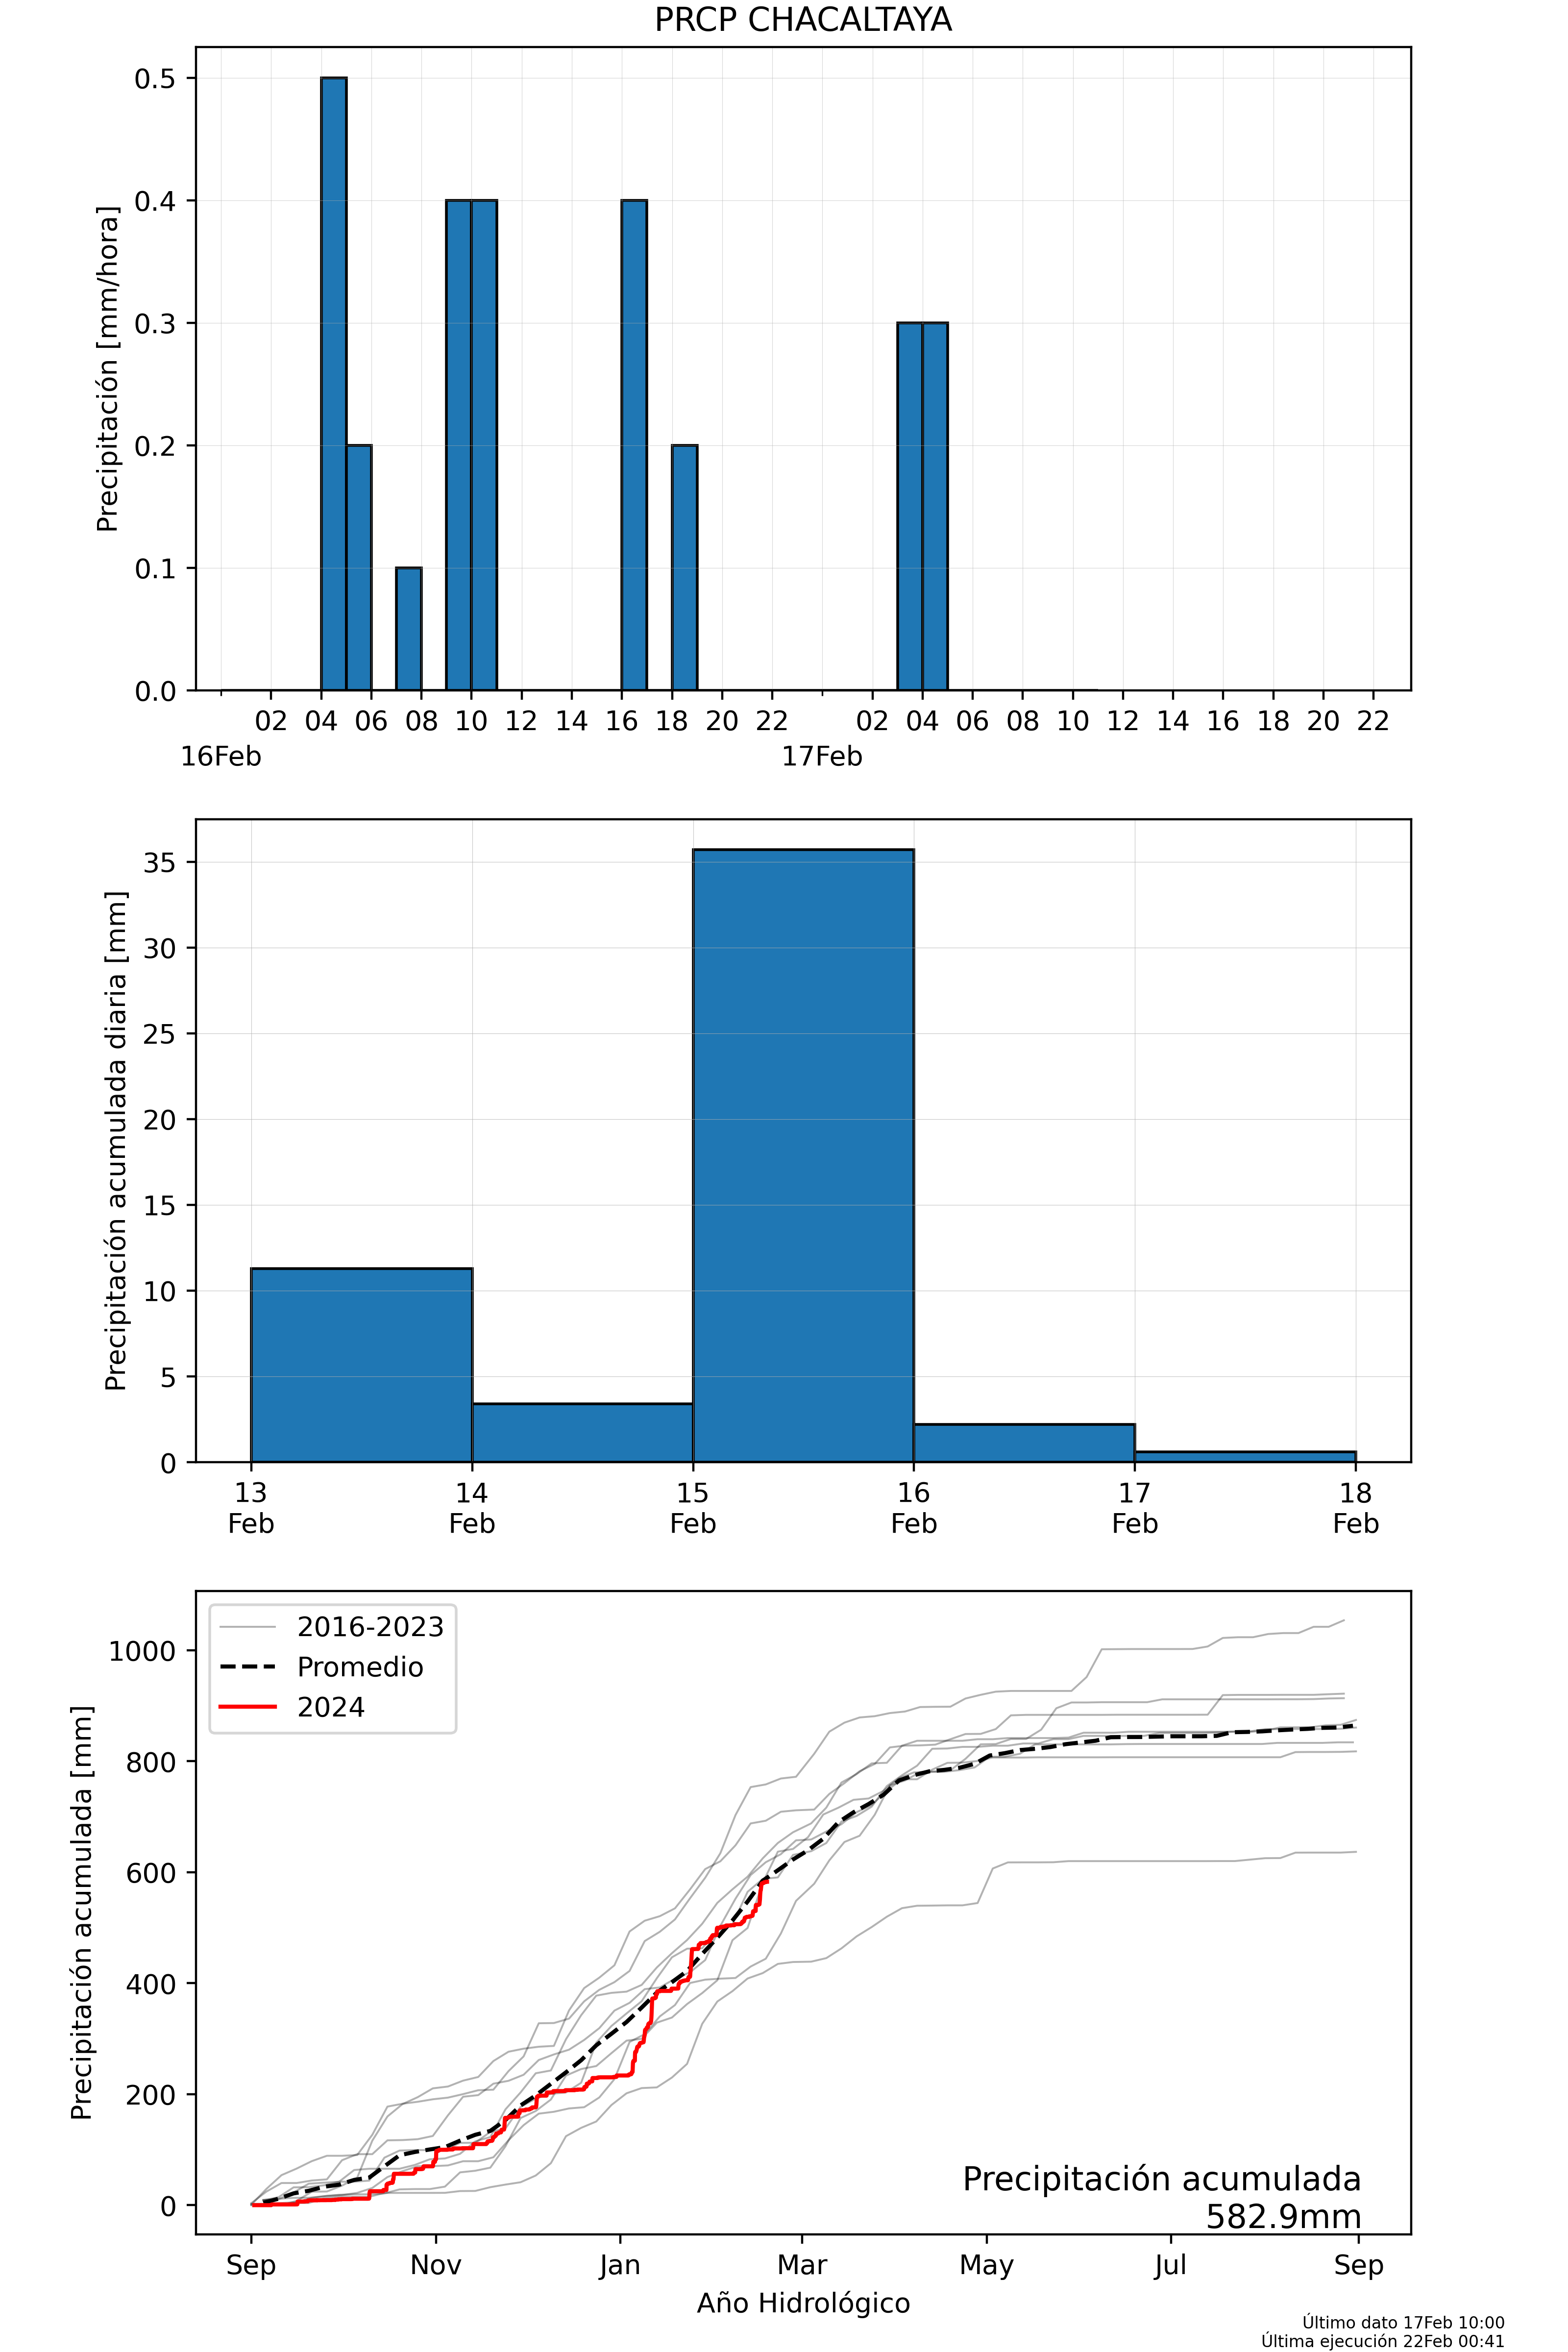 PRCP CHACALTAYA
Precipitación [mm/hora]
0.5
0.4
0.3
0.2
0.1
0.0
02 04 06 08 10 12 14 16 18 20 22 02 04 06 08 10 12 14 16 18 20 22
16Feb 17Feb
Precipitación acumulada diaria [mm]
35
30
25
20
15
10
5
0
13 14 15 16 17 18
Feb Feb Feb Feb Feb Feb
Precipitación acumulada [mm]
1000
800
600
400
200
0
2016-2023
Promedio
2024
Precipitación acumulada
582.9mm
Sep Nov Jan Mar May Jul Sep
Año Hidrológico
Último dato 17Feb 10:00
Última ejecución 22Feb 00:41